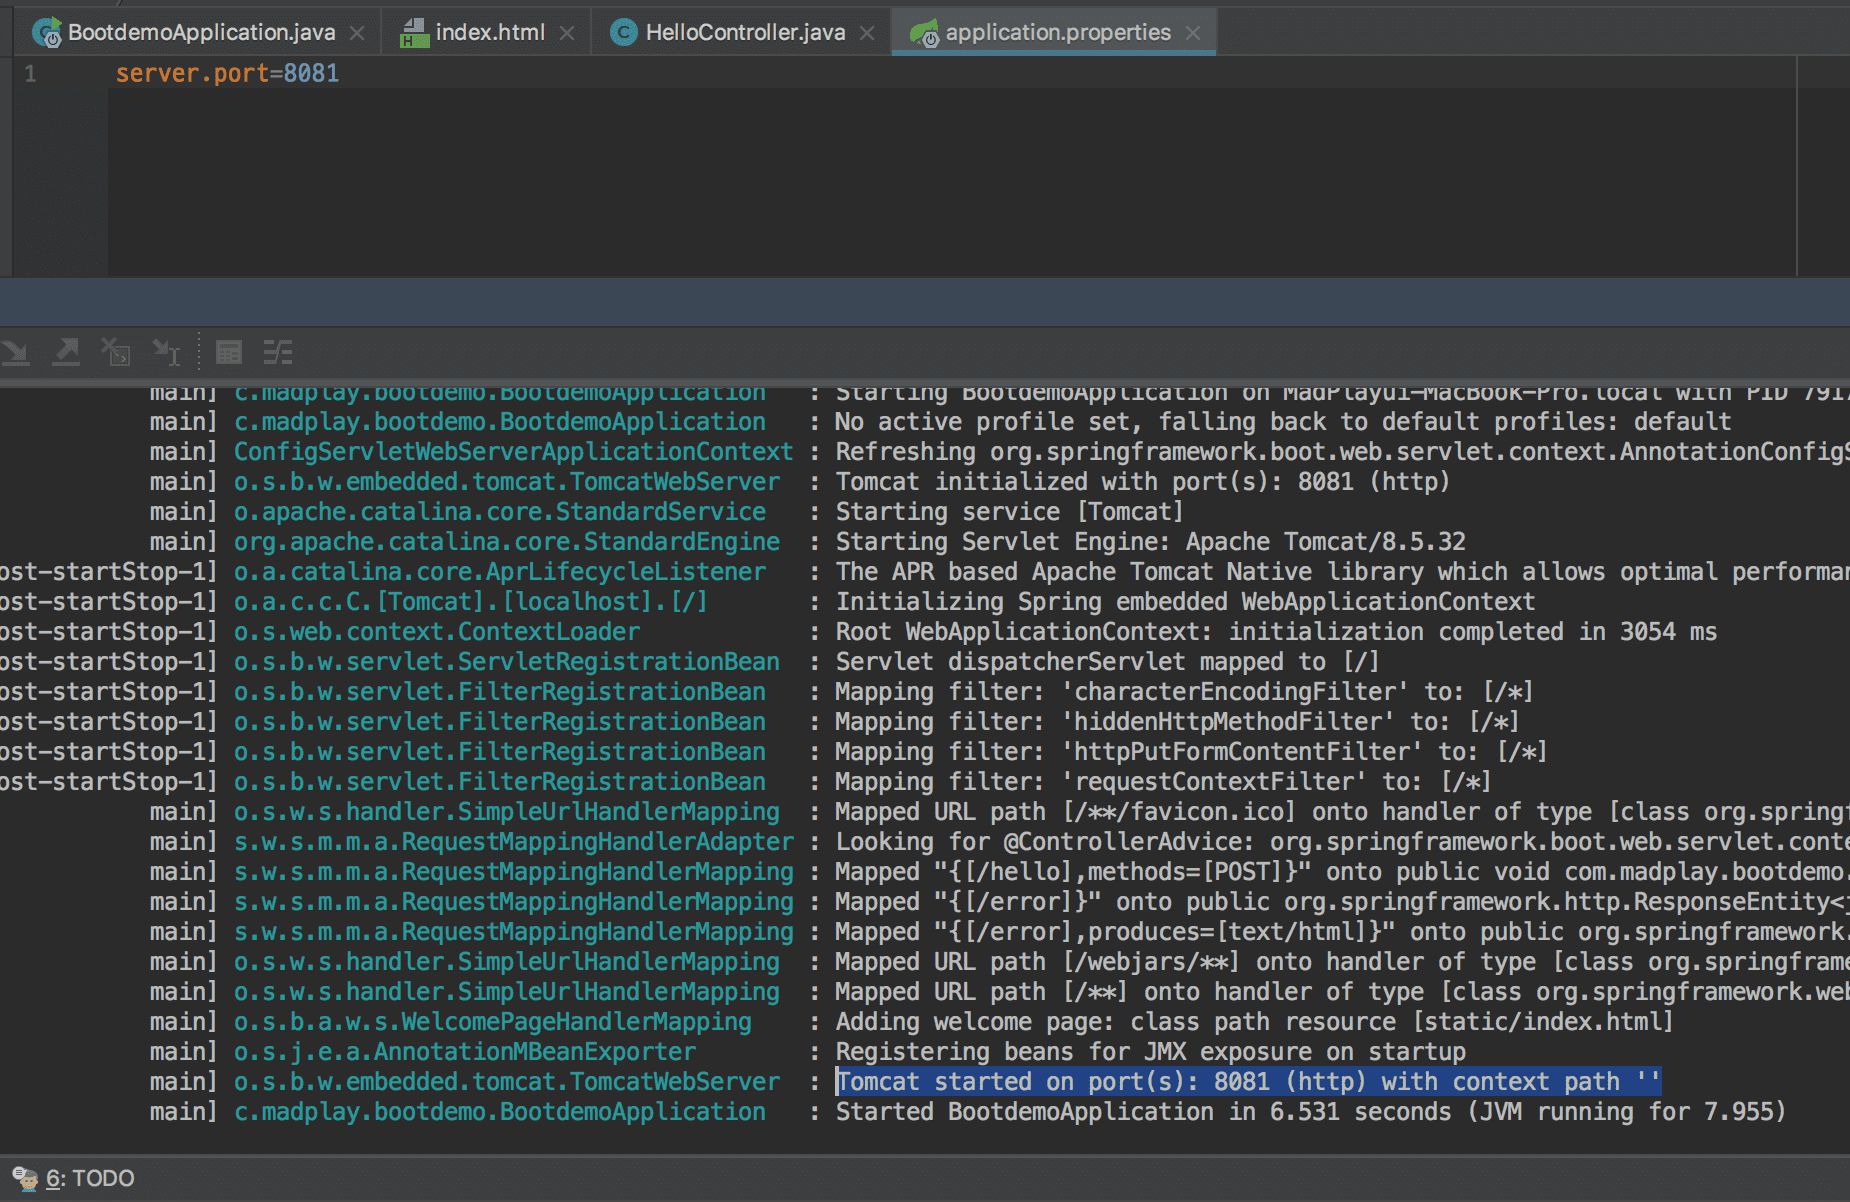 BootdemoApplication.java
index.html
HelloController.java
application.properties
1 server.port=8081
main] c.madplay.bootdemo.BootdemoApplication : Starting BootdemoApplication on MadPlayui-MacBook-Pro.local with PID 7917
main] c.madplay.bootdemo.BootdemoApplication : No active profile set, falling back to default profiles: default
main] ConfigServletWebServerApplicationContext : Refreshing org.springframework.boot.web.servlet.context.AnnotationConfigS
main] o.s.b.w.embedded.tomcat.TomcatWebServer : Tomcat initialized with port(s): 8081 (http)
main] o.apache.catalina.core.StandardService : Starting service [Tomcat]
main] org.apache.catalina.core.StandardEngine : Starting Servlet Engine: Apache Tomcat/8.5.32
ost-startStop-1] o.a.catalina.core.AprLifecycleListener : The APR based Apache Tomcat Native library which allows optimal performan
ost-startStop-1] o.a.c.c.C.[Tomcat].[localhost].[/] : Initializing Spring embedded WebApplicationContext
ost-startStop-1] o.s.web.context.ContextLoader : Root WebApplicationContext: initialization completed in 3054 ms
ost-startStop-1] o.s.b.w.servlet.ServletRegistrationBean : Servlet dispatcherServlet mapped to [/]
ost-startStop-1] o.s.b.w.servlet.FilterRegistrationBean : Mapping filter: 'characterEncodingFilter' to: [/*]
ost-startStop-1] o.s.b.w.servlet.FilterRegistrationBean : Mapping filter: 'hiddenHttpMethodFilter' to: [/*]
ost-startStop-1] o.s.b.w.servlet.FilterRegistrationBean : Mapping filter: 'httpPutFormContentFilter' to: [/*]
ost-startStop-1] o.s.b.w.servlet.FilterRegistrationBean : Mapping filter: 'requestContextFilter' to: [/*]
main] o.s.w.s.handler.SimpleUrlHandlerMapping : Mapped URL path [/**/favicon.ico] onto handler of type [class org.springf
main] s.w.s.m.m.a.RequestMappingHandlerAdapter : Looking for @ControllerAdvice: org.springframework.boot.web.servlet.conte
main] s.w.s.m.m.a.RequestMappingHandlerMapping : Mapped "{[/hello],methods=[POST]}" onto public void com.madplay.bootdemo.
main] s.w.s.m.m.a.RequestMappingHandlerMapping : Mapped "{[/error]}" onto public org.springframework.http.ResponseEntity<j
main] s.w.s.m.m.a.RequestMappingHandlerMapping : Mapped "{[/error],produces=[text/html]}" onto public org.springframework.
main] o.s.w.s.handler.SimpleUrlHandlerMapping : Mapped URL path [/webjars/**] onto handler of type [class org.springframe
main] o.s.w.s.handler.SimpleUrlHandlerMapping : Mapped URL path [/**] onto handler of type [class org.springframework.web
main] o.s.b.a.w.s.WelcomePageHandlerMapping : Adding welcome page: class path resource [static/index.html]
main] o.s.j.e.a.AnnotationMBeanExporter : Registering beans for JMX exposure on startup
main] o.s.b.w.embedded.tomcat.TomcatWebServer : Tomcat started on port(s): 8081 (http) with context path ''
main] c.madplay.bootdemo.BootdemoApplication : Started BootdemoApplication in 6.531 seconds (JVM running for 7.955)
6: TODO